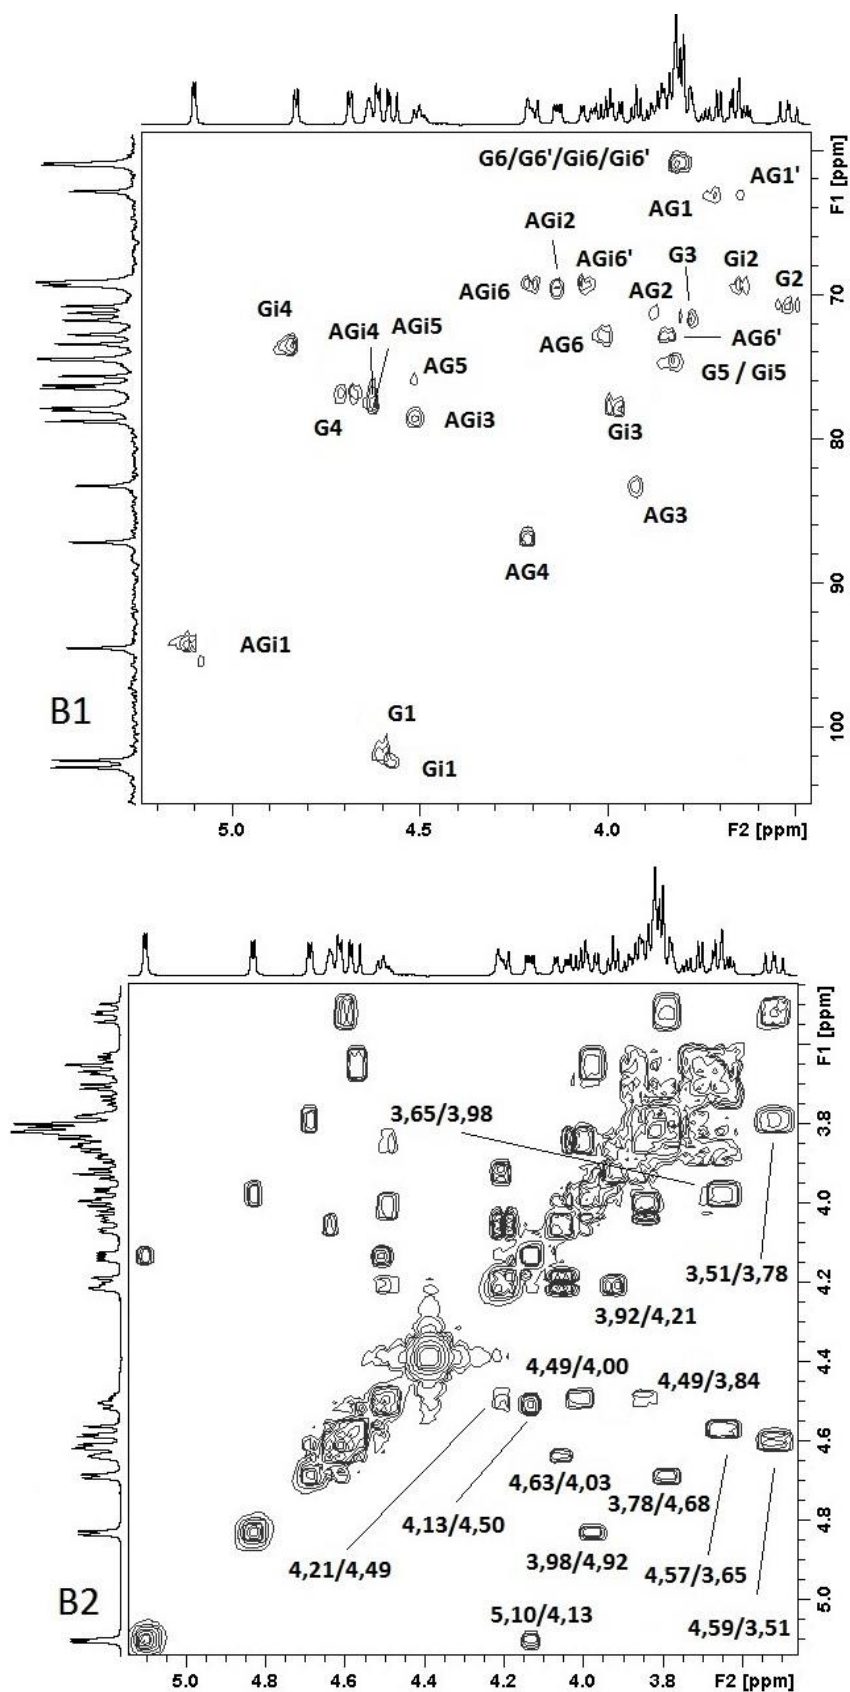 G6/G6'/Gi6/Gi6'
AG1'
AG1
AGi2
G3
Gi2
AGi6'
G2
AGi6
AG2
Gi4
AGi4
AGi5
AG6
AG6'
AG5
G5 / Gi5
G4
AGi3
Gi3
AG3
AG4
AGi1
G1
Gi1
B1
F1 [ppm]
70
80
90
100
5.0 4.5 4.0 F2 [ppm]
3,65/3,98
3,51/3,78
3,92/4,21
4,49/4,00
4,49/3,84
4,63/4,03
3,78/4,68
4,13/4,50
4,21/4,49
3,98/4,92
4,57/3,65
5,10/4,13
4,59/3,51
B2
F1 [ppm]
3.8
4.0
4.2
4.4
4.6
4.8
5.0
5.0 4.8 4.6 4.4 4.2 4.0 3.8 F2 [ppm]